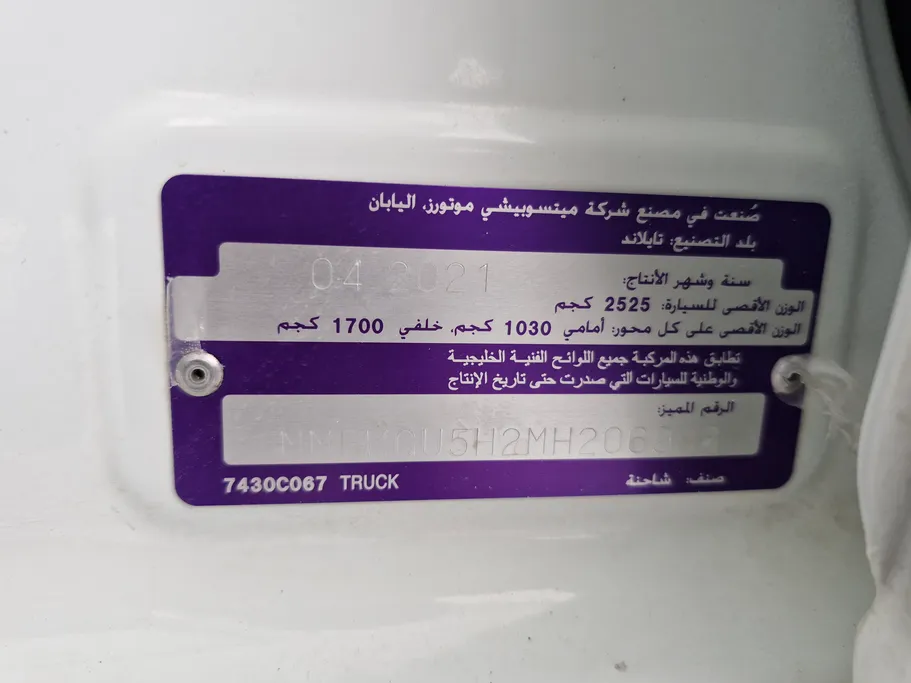 صُنعت في مصنع شركة ميتسوبيشي موتورز، اليابان
بلد التصنيع: تايلاند
سنة وشهر الأنتاج: 04 2021
الوزن الأقصى للسيارة: 2525 كجم
الوزن الأقصى على كل محور: أمامي 1030 كجم، خلفي 1700 كجم
تطابق هذه المركبة جميع اللوائح الفنية الخليجية
والوطنية للسيارات التي صدرت حتى تاريخ الإنتاج
الرقم المميز:
صنف: شاحنة 7430C067 TRUCK